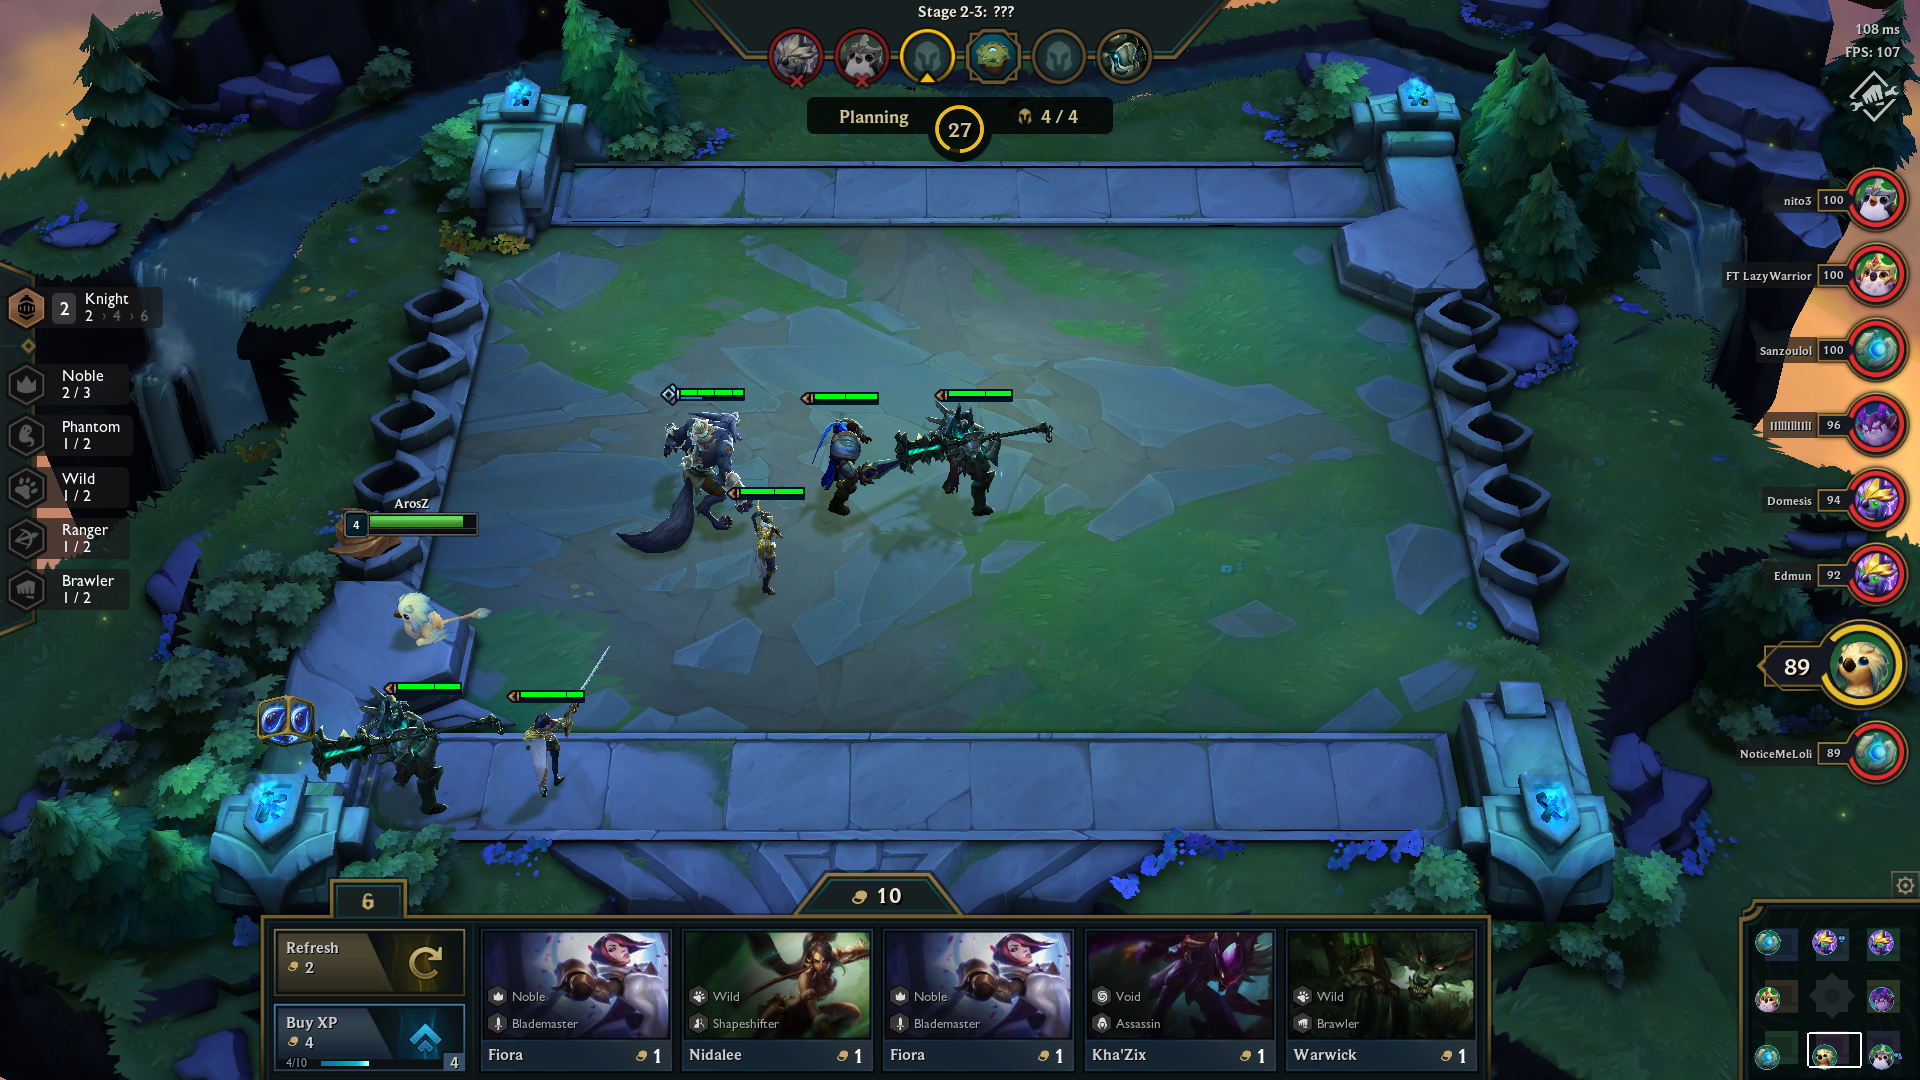 Stage 2-3: ???
108 ms
FPS: 107
Planning
27
4 / 4
nito3 100
FT LazyWarrior 100
Sanzoulol 100
96
Domesis 94
Edmun 92
89
NoticeMeLoli 89
2
Knight
2 › 4 › 6
Noble
2 / 3
Phantom
1 / 2
Wild
1 / 2
Ranger
1 / 2
Brawler
1 / 2
ArosZ
4
6
10
Refresh
2
Buy XP
4
4/10
4
Noble
Blademaster
Fiora 1
Wild
Shapeshifter
Nidalee 1
Noble
Blademaster
Fiora 1
Void
Assassin
Kha'Zix 1
Wild
Brawler
Warwick 1